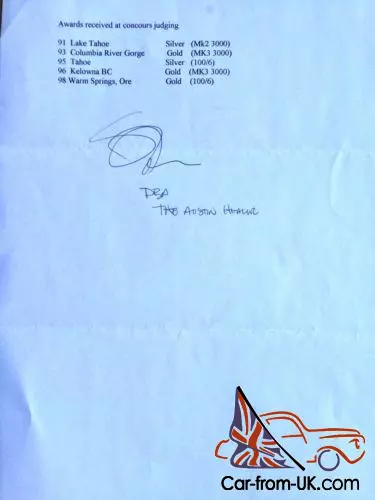 Awards received at concours judging
91 Lake Tahoe Silver (Mk2 3000)
93 Columbia River Gorge Gold (MK3 3000)
95 Tahoe Silver (100/6)
96 Kelowna BC Gold (MK3 3000)
98 Warm Springs, Ore Gold (100/6)
DBA
THE AUSTIN
Car-from-UK.com